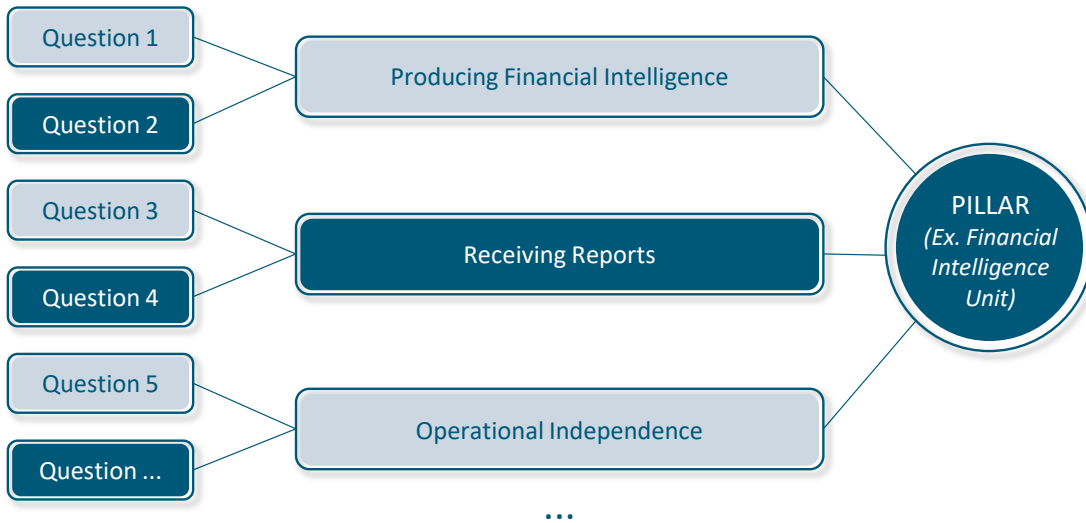 Question 1
Question 2
Producing Financial Intelligence
Question 3
Question 4
Receiving Reports
Question 5
Question ...
Operational Independence
...
PILLAR
(Ex. Financial
Intelligence
Unit)